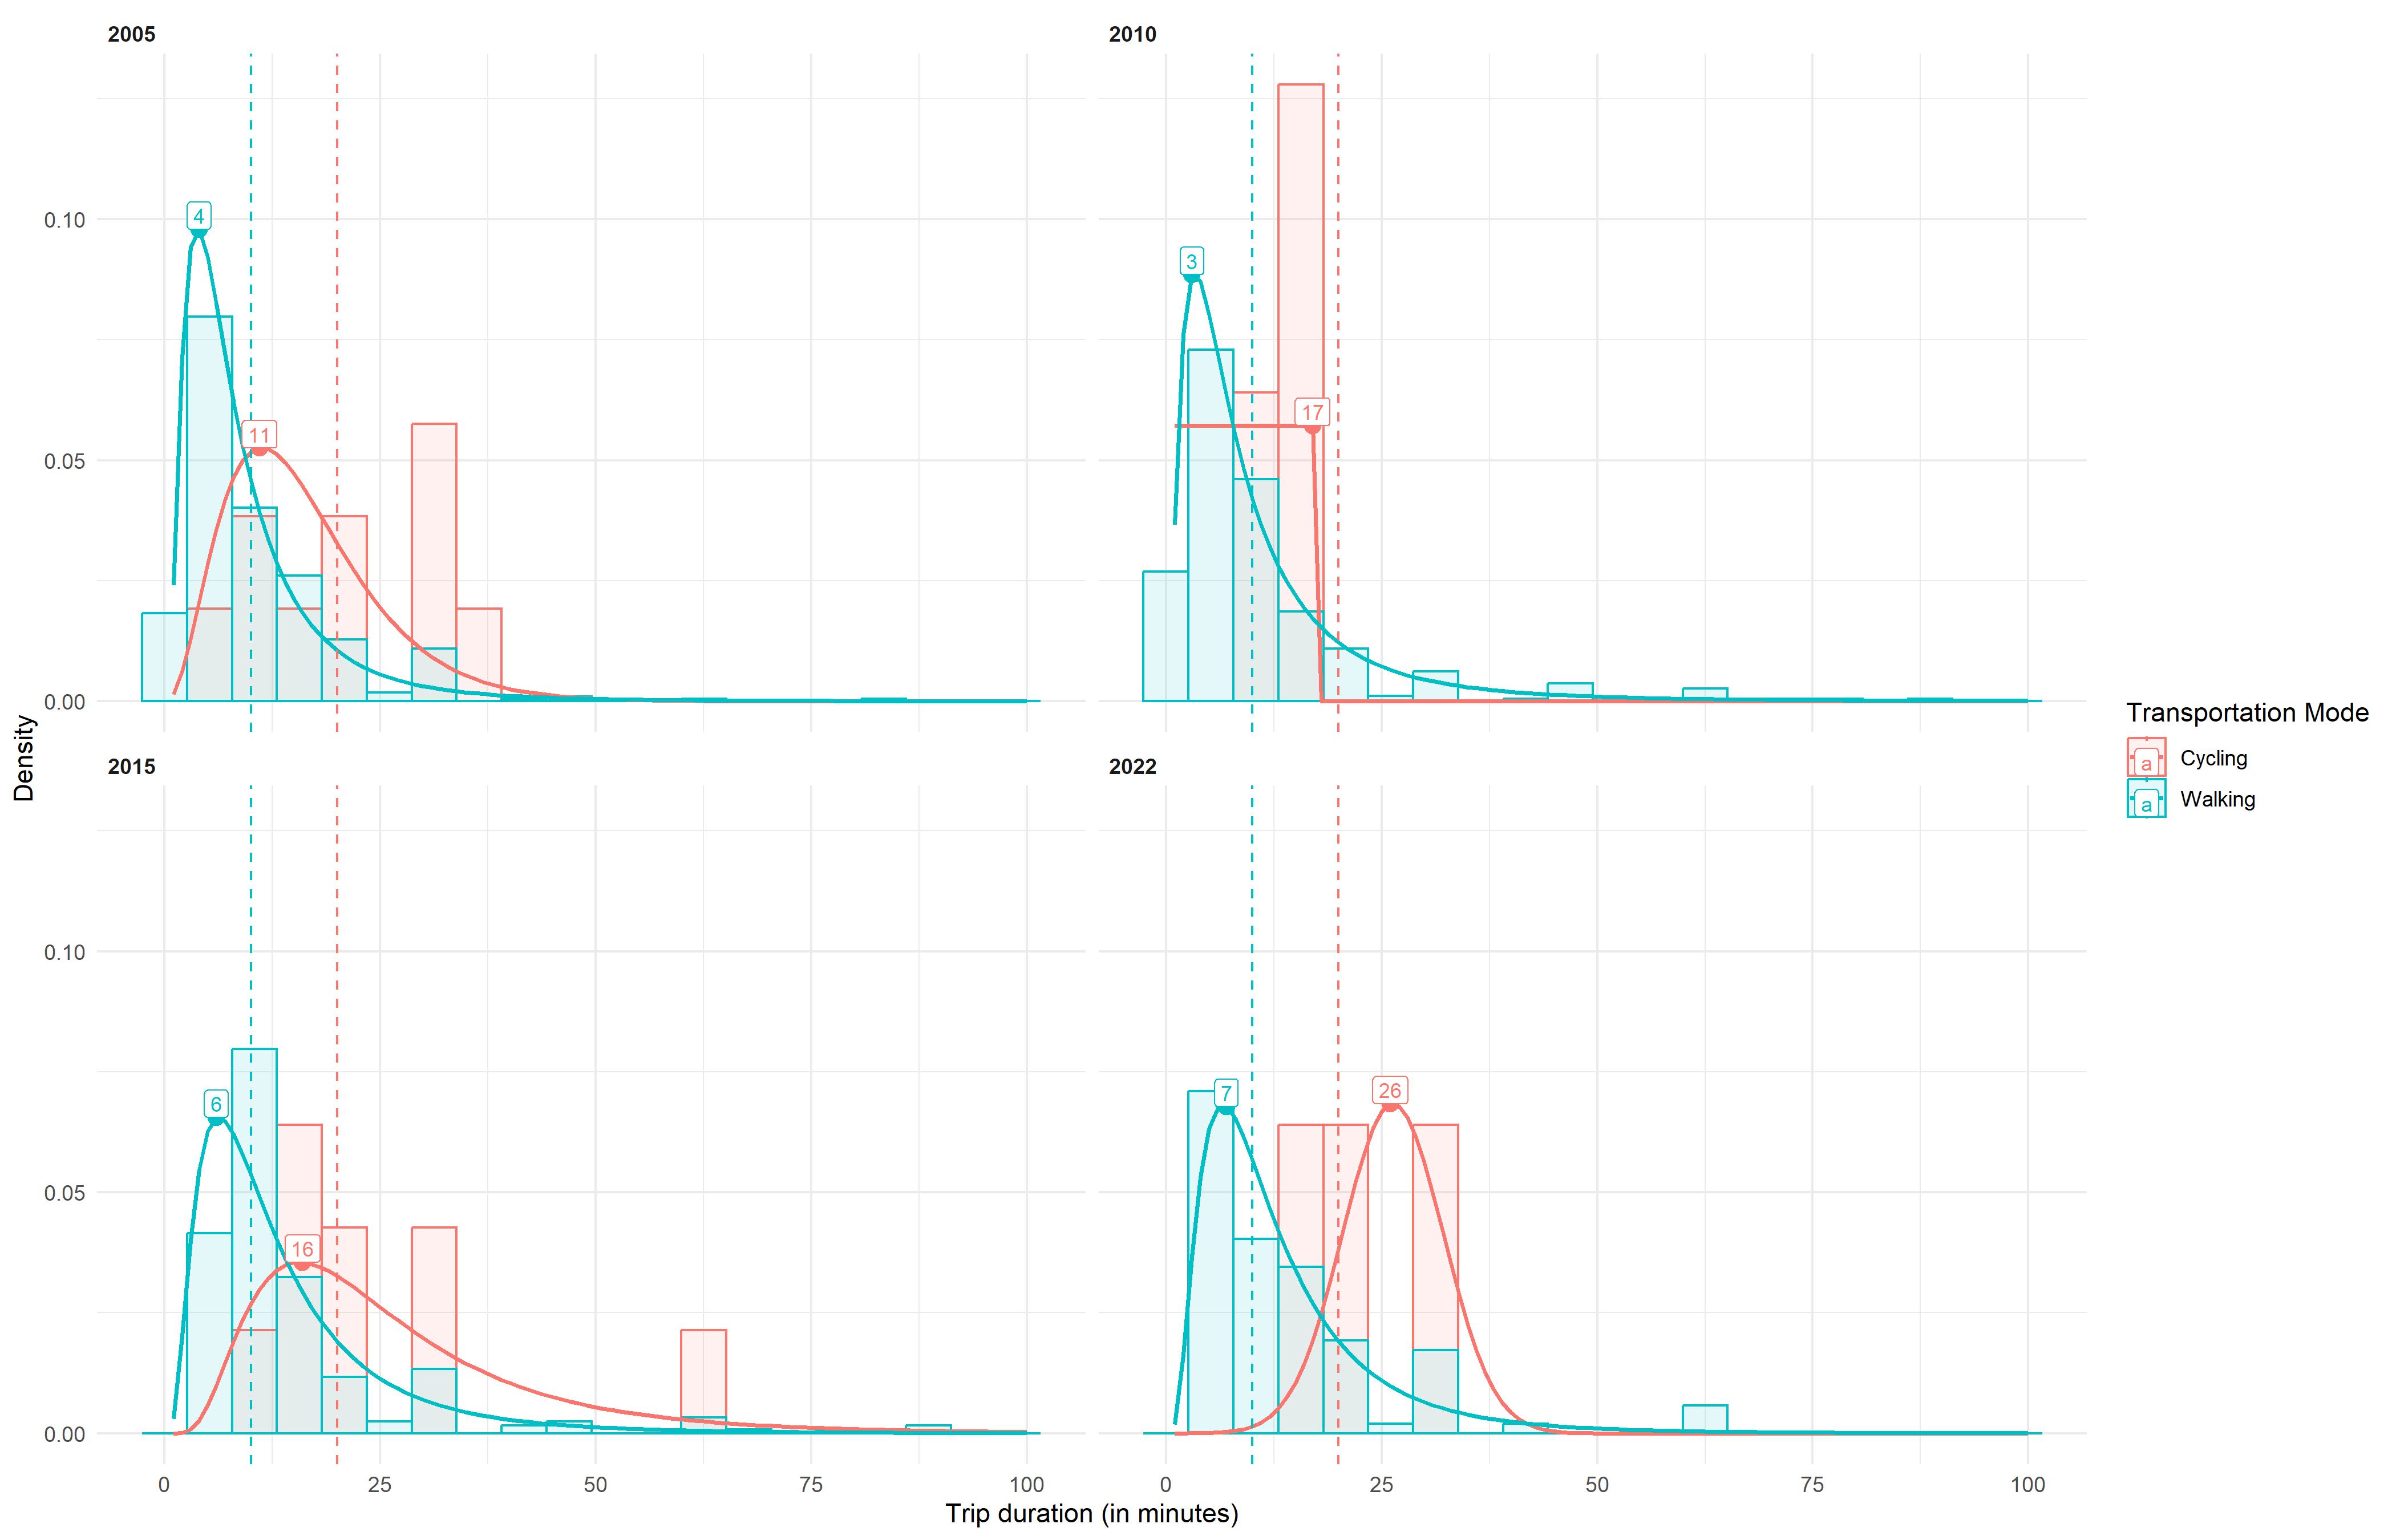 2005
2010
0.10
0.05
0.00
4
11
3
17
2015
2022
0.10
0.05
0.00
6
16
7
26
0 25 50 75 100
0 25 50 75 100
Trip duration (in minutes)
Density
Transportation Mode
a Cycling
a Walking